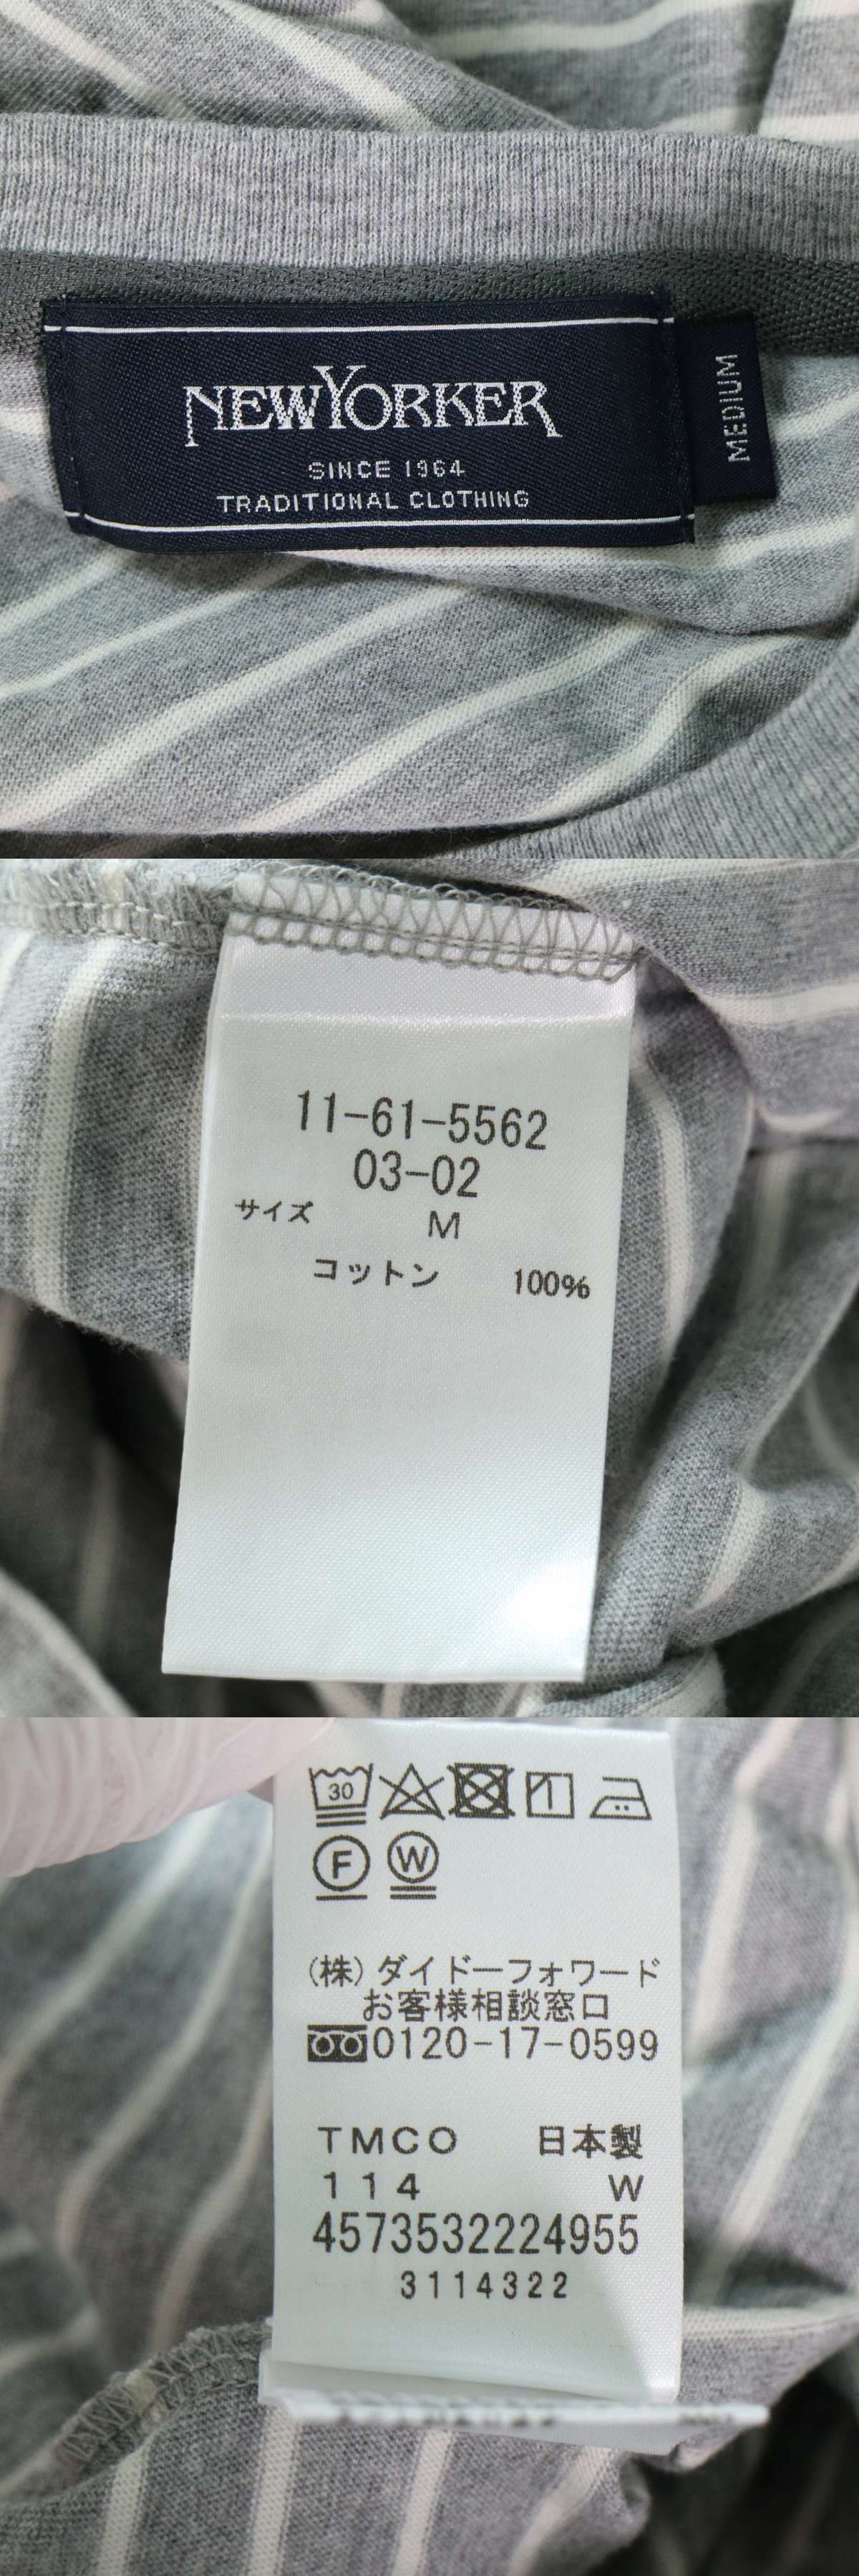 NEWYORKER
SINCE 1964
TRADITIONAL CLOTHING
MEDIUM
11-61-5562
03-02
サイズ M
コットン 100%
30
F W
(株)ダイドーフォワード
お客様相談窓口
0120-17-0599
TMCO 日本製
114 W
4573532224955
3114322